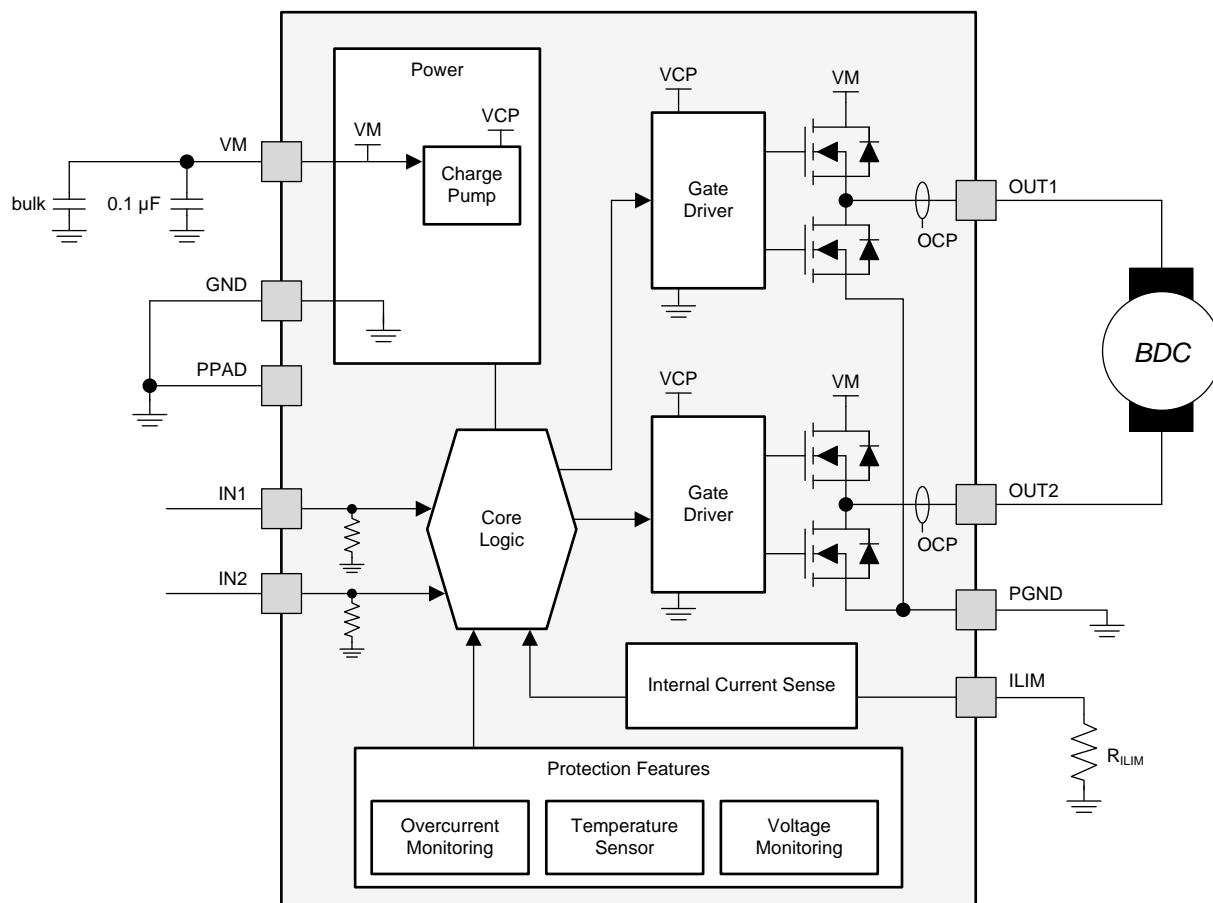 Power
VCP
VM
VM
VCP
VM
Charge
Pump
Gate
Driver
bulk
0.1 µF
OUT1
OCP
GND
PPAD
BDC
VCP
VM
IN1
Core
Logic
Gate
Driver
OUT2
OCP
IN2
PGND
Internal Current Sense
ILIM
RILIM
Protection Features
Overcurrent
Monitoring
Temperature
Sensor
Voltage
Monitoring